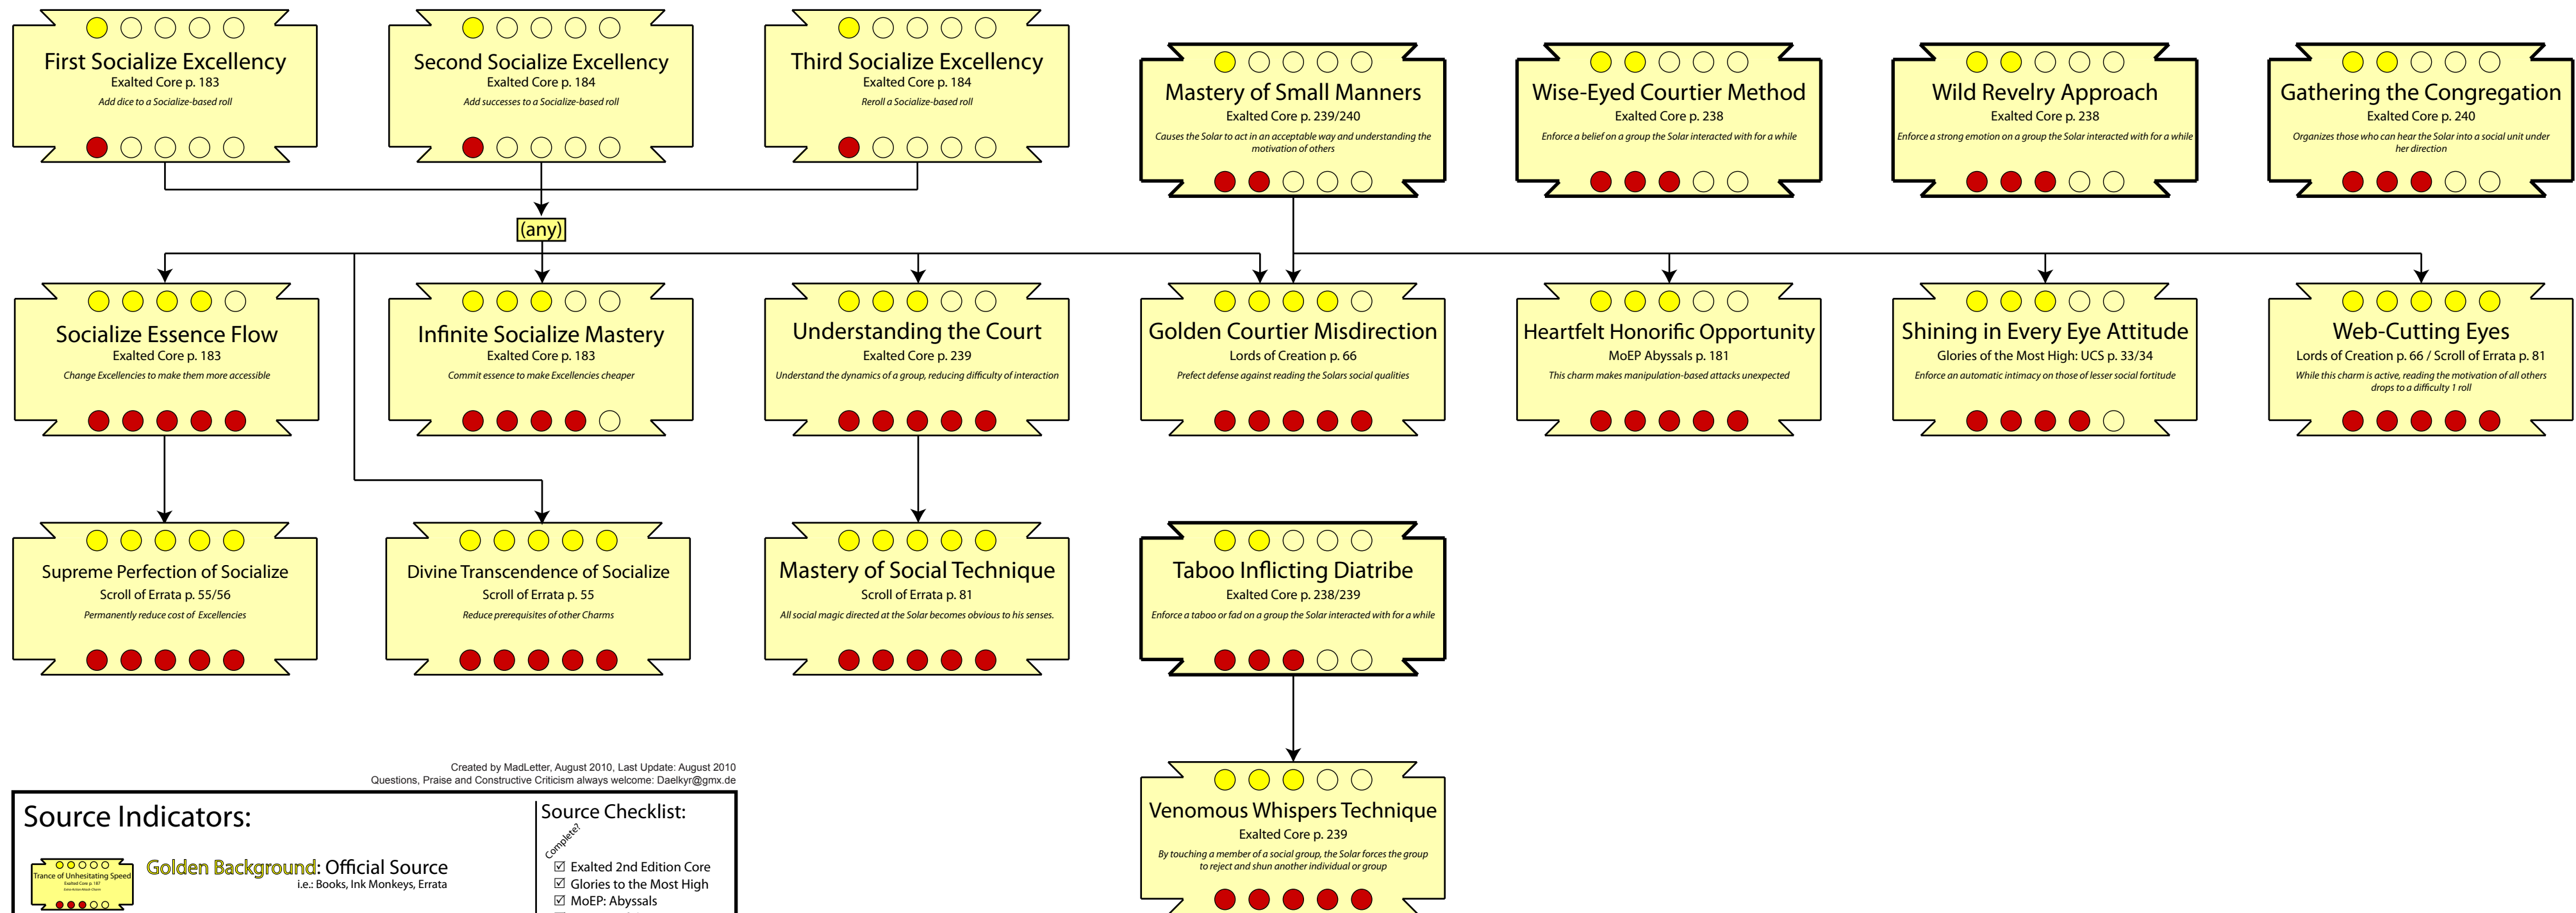 First Socialize Excellency
Exalted Core p. 183
Add dice to a Socialize-based roll
Second Socialize Excellency
Exalted Core p. 184
Add successes to a Socialize-based roll
Third Socialize Excellency
Exalted Core p. 184
Reroll a Socialize-based roll
Mastery of Small Manners
Exalted Core p. 239/240
Causes the Solar to act in an acceptable way and understanding the
motivation of others
Wise-Eyed Courtier Method
Exalted Core p. 238
Enforce a belief on a group the Solar interacted with for a while
Wild Revelry Approach
Exalted Core p. 238
Enforce a strong emotion on a group the Solar interacted with for a while
Gathering the Congregation
Exalted Core p. 240
Organizes those who can hear the Solar into a social unit under
her direction
(any)
Socialize Essence Flow
Exalted Core p. 183
Change Excellencies to make them more accessible
Infinite Socialize Mastery
Exalted Core p. 183
Commit essence to make Excellencies cheaper
Understanding the Court
Exalted Core p. 239
Understand the dynamics of a group, reducing difficulty of interaction
Golden Courtier Misdirection
Lords of Creation p. 66
Prefect defense against reading the Solars social qualities
Heartfelt Honorific Opportunity
MoEP Abyssals p. 181
This charm makes manipulation-based attacks unexpected
Shining in Every Eye Attitude
Glories of the Most High: UCS p. 33/34
Enforce an automatic intimacy on those of lesser social fortitude
Web-Cutting Eyes
Lords of Creation p. 66 / Scroll of Errata p. 81
While this charm is active, reading the motivation of all others
drops to a difficulty 1 roll
Supreme Perfection of Socialize
Scroll of Errata p. 55/56
Permanently reduce cost of Excellencies
Divine Transcendence of Socialize
Scroll of Errata p. 55
Reduce prerequisites of other Charms
Mastery of Social Technique
Scroll of Errata p. 81
All social magic directed at the Solar becomes obvious to his senses.
Taboo Inflicting Diatribe
Exalted Core p. 238/239
Enforce a taboo or fad on a group the Solar interacted with for a while
Venomous Whispers Technique
Exalted Core p. 239
By touching a member of a social group, the Solar forces the group
to reject and shun another individual or group
Created by MadLetter, August 2010, Last Update: August 2010
Questions, Praise and Constructive Criticism always welcome: Daelkyr@gmx.de
Source Indicators:
Trance of Unhesitating Speed
Exalted Core p. 187
Golden Background: Official Source
i.e.: Books, Ink Monkeys, Errata
Source Checklist:
Complete?
Exalted 2nd Edition Core
Glories to the Most High
MoEP: Abyssals